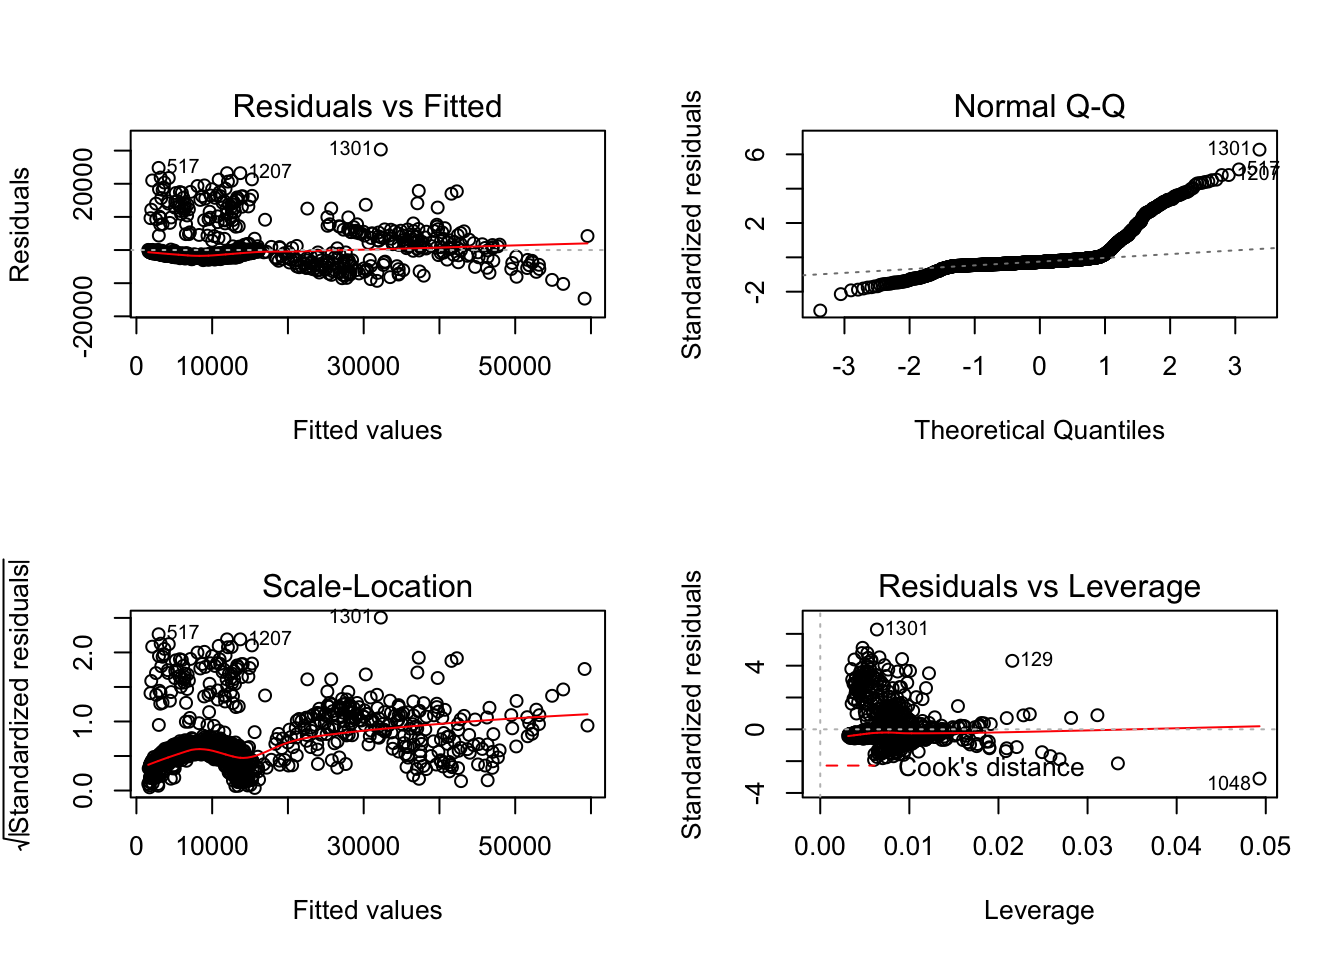 Residuals vs Fitted
Residuals
-20000
20000
1301
517
1207
0 10000 30000 50000
Fitted values
Normal Q-Q
Standardized residuals
-2
2
6
1301
517
1207
-3 -2 -1 0 1 2 3
Theoretical Quantiles
Scale-Location
√|Standardized residuals|
0.0
1.0
2.0
1301
517
1207
0 10000 30000 50000
Fitted values
Residuals vs Leverage
Standardized residuals
-4
0
4
1301
129
Cook's distance
1048
0.00 0.01 0.02 0.03 0.04 0.05
Leverage